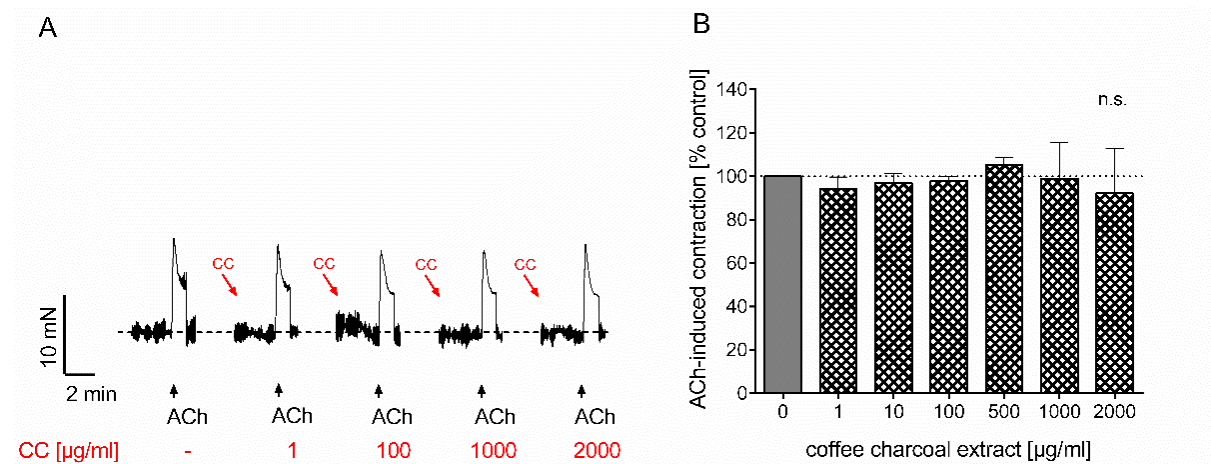 A
CC CC CC CC
10 mN
2 min
ACh ACh ACh ACh ACh
CC [µg/ml] - 1 100 1000 2000
B
ACh-induced contraction [% control]
140
120
100
80
60
40
20
0
n.s.
0 1 10 100 500 1000 2000
coffee charcoal extract [µg/ml]